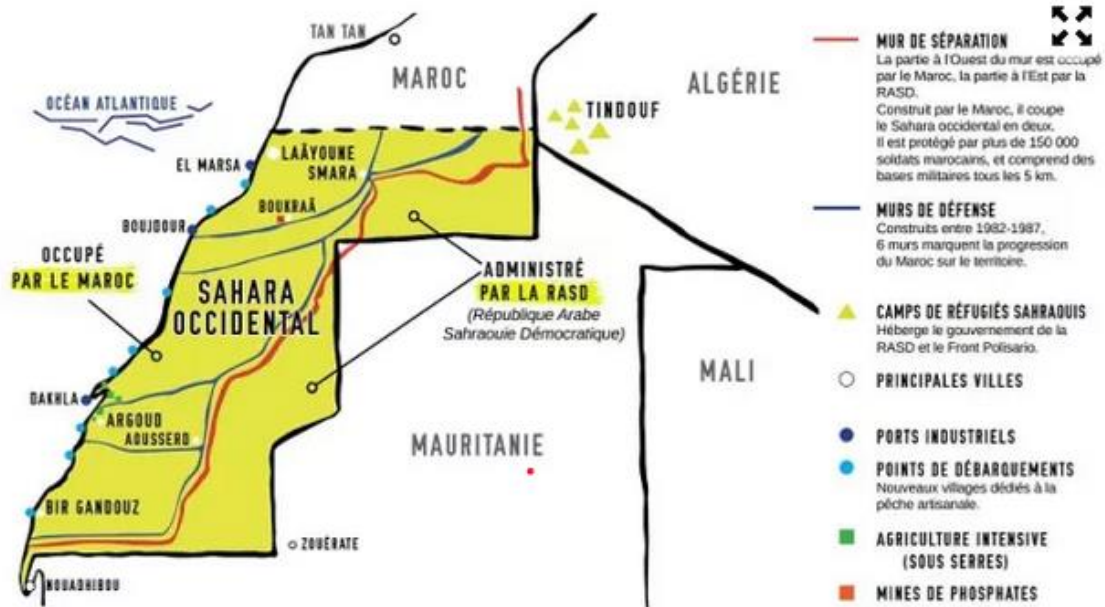 TAN TAN
MAROC
ALGÉRIE
OCÉAN ATLANTIQUE
TINDOUF
EL MARSA
LAÂYOUNE
SMARA
BOUKRAÂ
BOUJDOUR
OCCUPÉ
PAR LE MAROC
SAHARA
OCCIDENTAL
ADMINISTRÉ
PAR LA RASD
(République Arabe
Sahraouie Démocratique)
MALI
DAKHLA
ARGOUD
AOUSSERD
MAURITANIE
BIR GANDOUZ
ZOUÉRATE
NOUADHIBOU
MUR DE SÉPARATION
La partie à l'Ouest du mur est occupé
par le Maroc, la partie à l'Est par la
RASD.
Construit par le Maroc, il coupe
le Sahara occidental en deux.
Il est protégé par plus de 150 000
soldats marocains, et comprend des
bases militaires tous les 5 km.
MURS DE DÉFENSE
Construits entre 1982-1987,
6 murs marquent la progression
du Maroc sur le territoire.
CAMPS DE RÉFUGIÉS SAHRAOUIS
Héberge le gouvernement de la
RASD et le Front Polisario.
PRINCIPALES VILLES
PORTS INDUSTRIELS
POINTS DE DÉBARQUEMENTS
Nouveaux villages dédiés à la
pêche artisanale.
AGRICULTURE INTENSIVE
(SOUS SERRES)
MINES DE PHOSPHATES